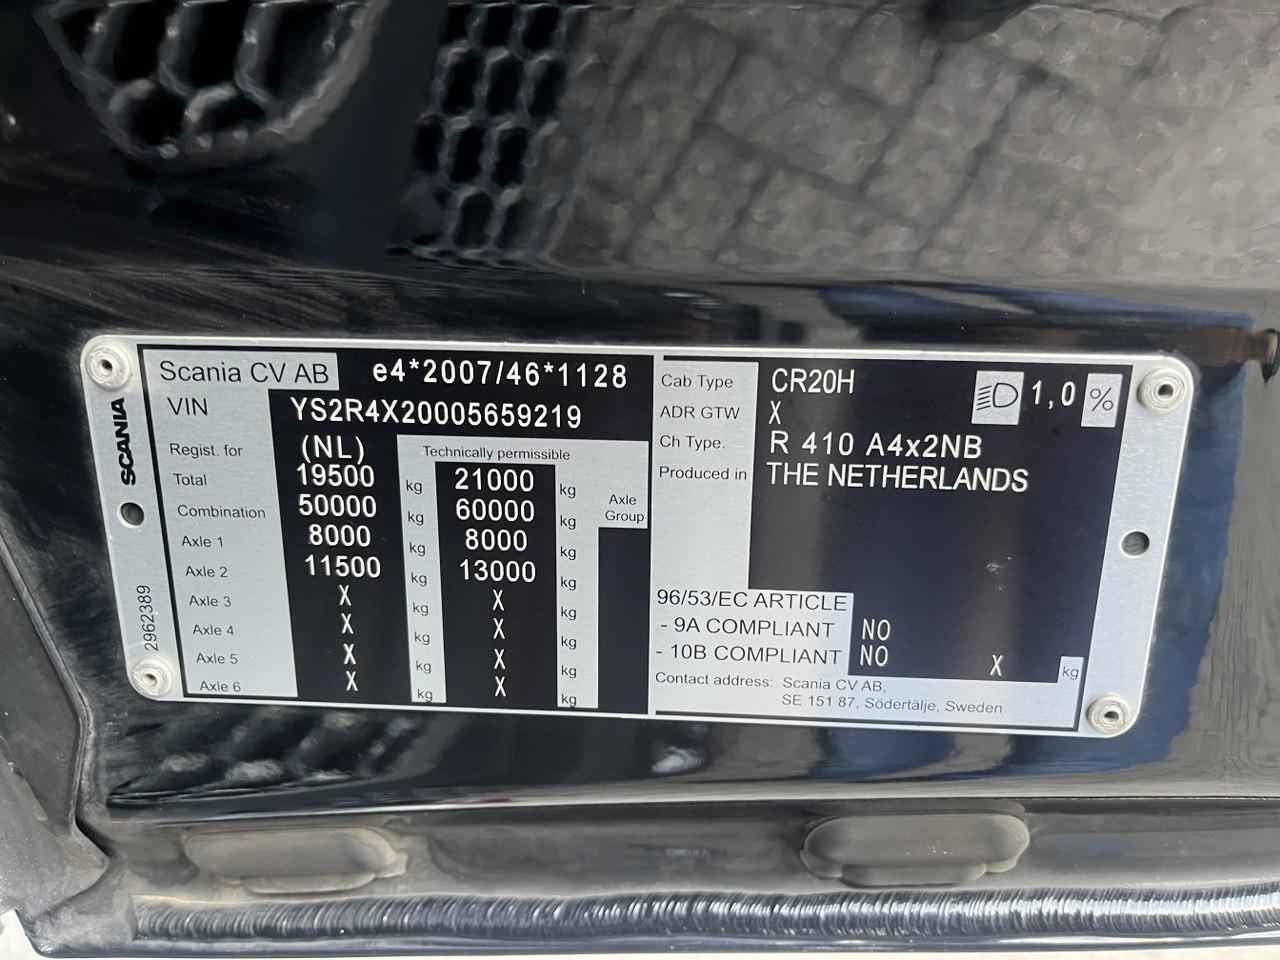 Scania CV AB e4*2007/46*1128
VIN YS2R4X20005659219
Regist. for (NL) Technically permissible
Total 19500 kg 21000 kg
Combination 50000 kg 60000 kg
Axle Group
Axle 1 8000 kg 8000 kg
Axle 2 11500 kg 13000 kg
Axle 3 X kg X kg
Axle 4 X kg X kg
Axle 5 X kg X kg
Axle 6 X kg X kg
SCANIA
2962389
Cab Type CR20H 1,0 %
ADR GTW X
Ch Type. R 410 A4x2NB
Produced in THE NETHERLANDS
96/53/EC ARTICLE
- 9A COMPLIANT NO
- 10B COMPLIANT NO X kg
Contact address: Scania CV AB,
SE 151 87, Södertälje, Sweden